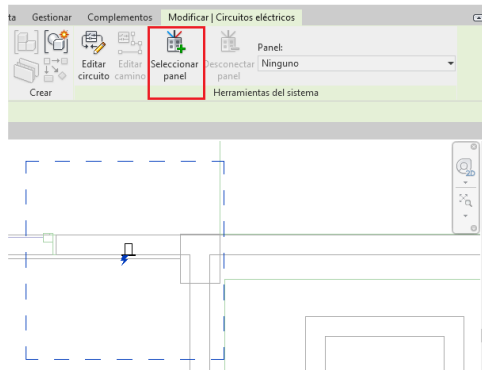 ta Gestionar Complementos Modificar | Circuitos eléctricos
Editar circuito
Editar camino
Seleccionar panel
Desconectar panel
Panel:
Ninguno
Crear
Herramientas del sistema
2D